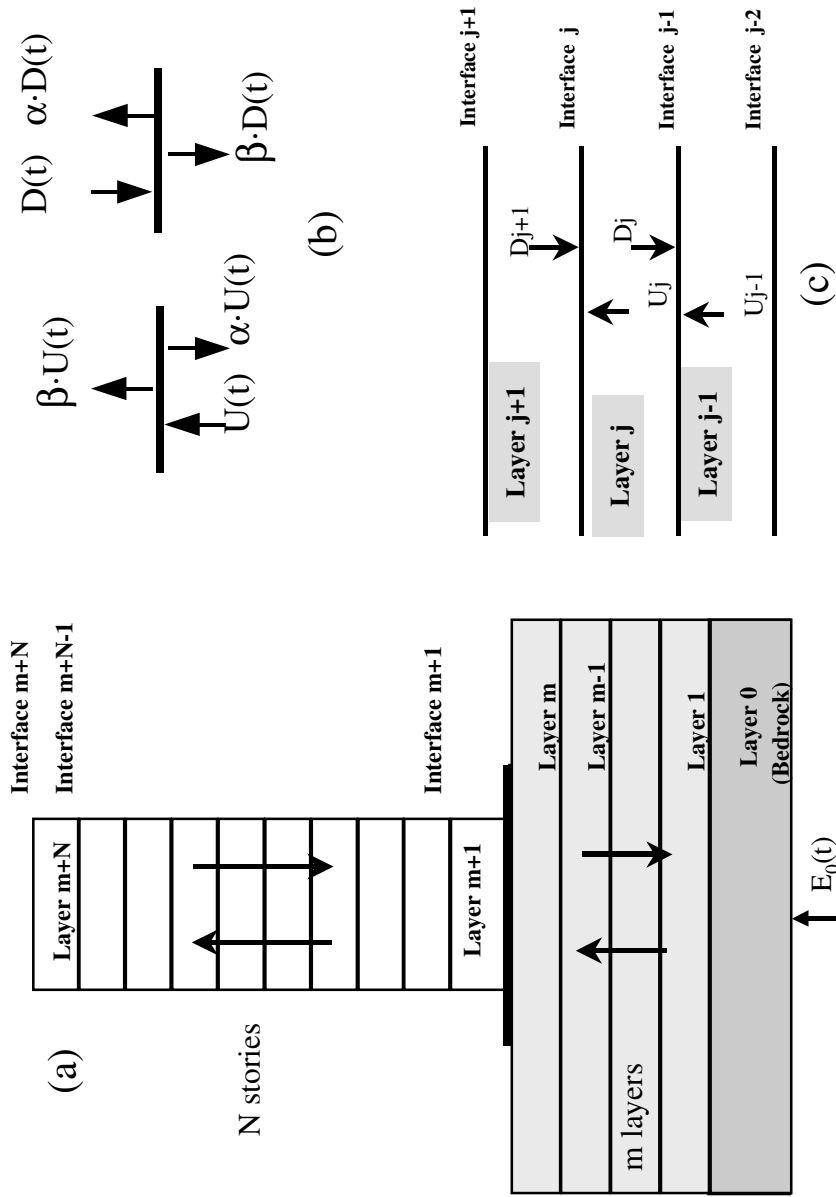 (a)
Interface m+N
Interface m+N-1
Layer m+N
N stories
Interface m+1
Layer m+1
Layer m
Layer m-1
m layers
Layer 1
Layer 0
(Bedrock)
E₀(t)
β·U(t)
U(t)
α·U(t)
D(t)
α·D(t)
β·D(t)
(b)
Interface j+1
Layer j+1
Dj+1
Interface j
Layer j
Uj
Dj
Interface j-1
Layer j-1
Uj-1
Interface j-2
(c)